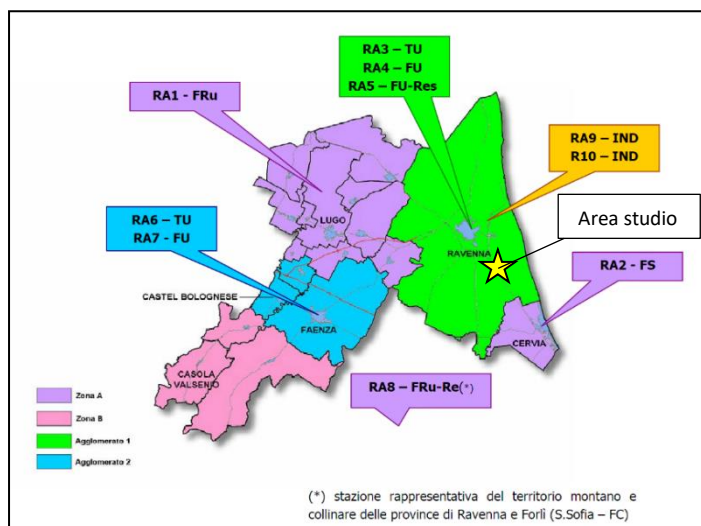 RA3 – TU
RA4 – FU
RA5 – FU-Res
RA1 - FRu
RA9 – IND
R10 – IND
Area studio
RA6 – TU
RA7 - FU
LUGO
RAVENNA
RA2 - FS
CASTEL BOLOGNESE
FAENZA
CERVIA
CASOLA
VALSENIO
RA8 – FRu-Re(*)
Zona A
Zona B
Agglomerato 1
Agglomerato 2
(*) stazione rappresentativa del territorio montano e
collinare delle province di Ravenna e Forlì (S.Sofia – FC)